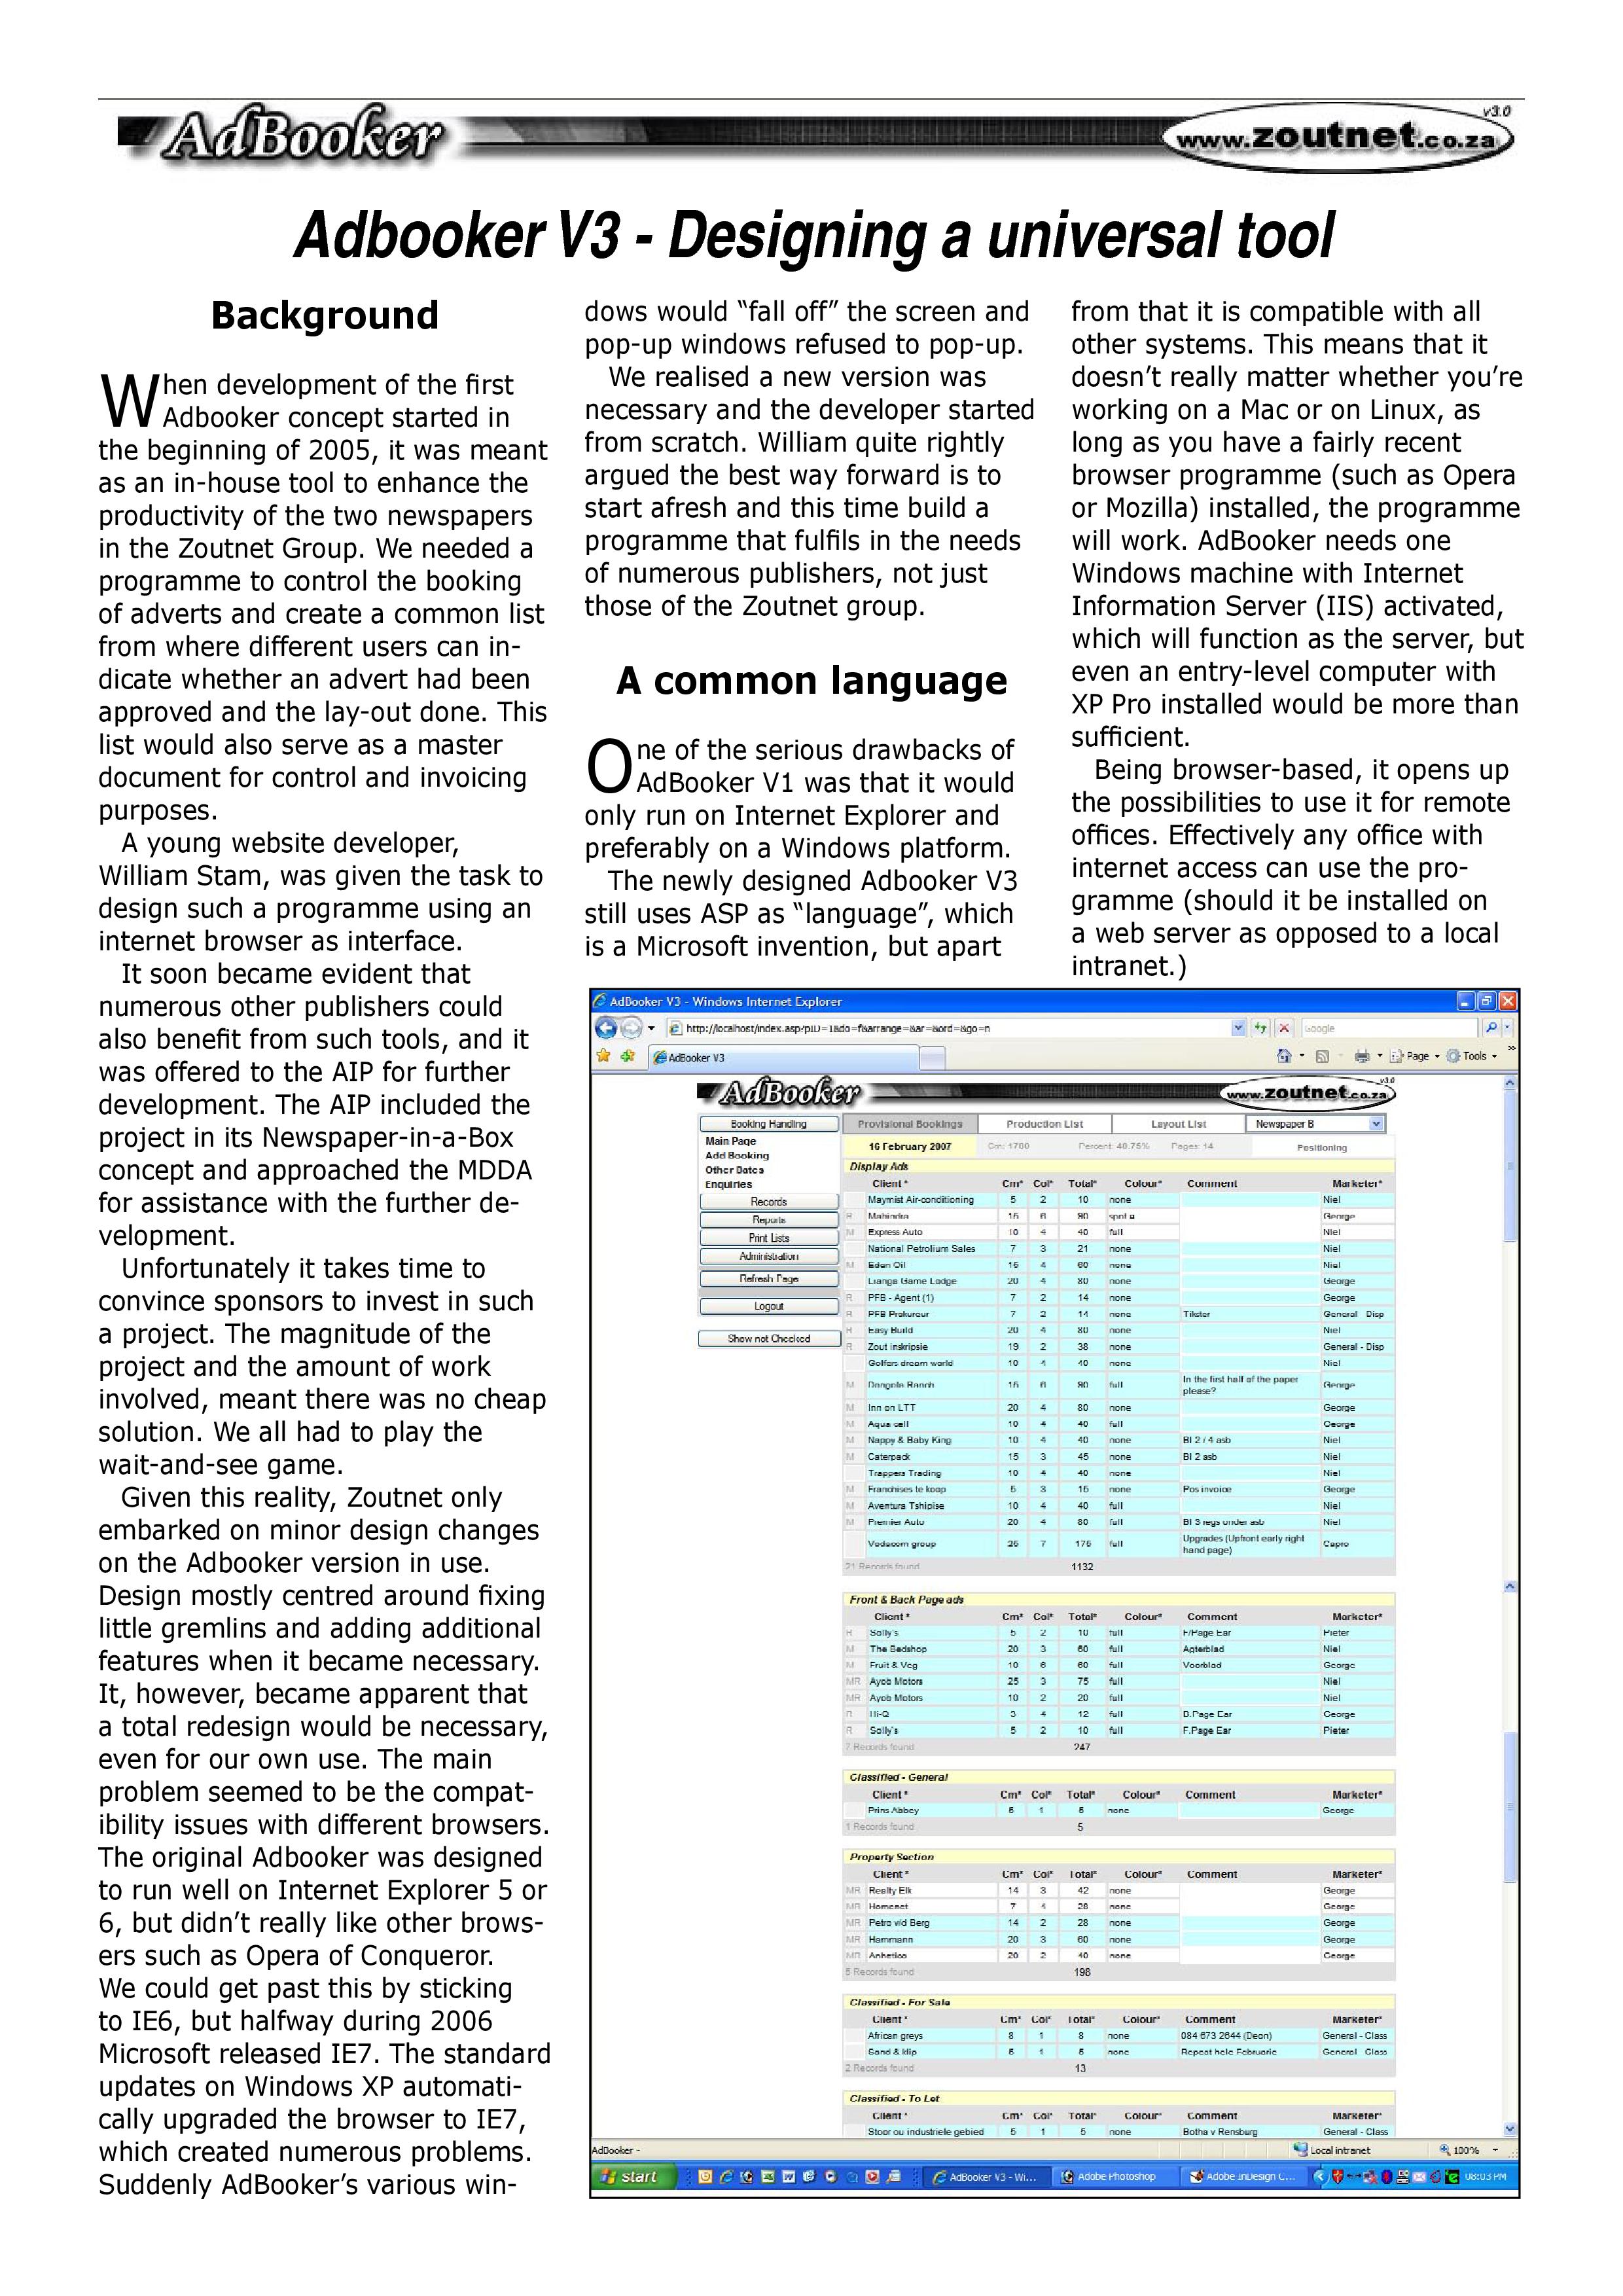 AdBooker
v3.0
www.zoutnet.co.za
Adbooker V3 - Designing a universal tool
Background
When development of the first
Adbooker concept started in
the beginning of 2005, it was meant
as an in-house tool to enhance the
productivity of the two newspapers
in the Zoutnet Group. We needed a
programme to control the booking
of adverts and create a common list
from where different users can in-
dicate whether an advert had been
approved and the lay-out done. This
list would also serve as a master
document for control and invoicing
purposes.
A young website developer,
William Stam, was given the task to
design such a programme using an
internet browser as interface.
It soon became evident that
numerous other publishers could
also benefit from such tools, and it
was offered to the AIP for further
development. The AIP included the
project in its Newspaper-in-a-Box
concept and approached the MDDA
for assistance with the further de-
velopment.
Unfortunately it takes time to
convince sponsors to invest in such
a project. The magnitude of the
project and the amount of work
involved, meant there was no cheap
solution. We all had to play the
wait-and-see game.
Given this reality, Zoutnet only
embarked on minor design changes
on the Adbooker version in use.
Design mostly centred around fixing
little gremlins and adding additional
features when it became necessary.
It, however, became apparent that
a total redesign would be necessary,
even for our own use. The main
problem seemed to be the compat-
ibility issues with different browsers.
The original Adbooker was designed
to run well on Internet Explorer 5 or
6, but didn't really like other brows-
ers such as Opera of Conqueror.
We could get past this by sticking
to IE6, but halfway during 2006
Microsoft released IE7. The standard
updates on Windows XP automati-
cally upgraded the browser to IE7,
which created numerous problems.
Suddenly AdBooker's various win-
dows would "fall off" the screen and
pop-up windows refused to pop-up.
We realised a new version was
necessary and the developer started
from scratch. William quite rightly
argued the best way forward is to
start afresh and this time build a
programme that fulfils in the needs
of numerous publishers, not just
those of the Zoutnet group.
A common language
One of the serious drawbacks of
AdBooker V1 was that it would
only run on Internet Explorer and
preferably on a Windows platform.
The newly designed Adbooker V3
still uses ASP as "language", which
is a Microsoft invention, but apart
from that it is compatible with all
other systems. This means that it
doesn't really matter whether you're
working on a Mac or on Linux, as
long as you have a fairly recent
browser programme (such as Opera
or Mozilla) installed, the programme
will work. AdBooker needs one
Windows machine with Internet
Information Server (IIS) activated,
which will function as the server, but
even an entry-level computer with
XP Pro installed would be more than
sufficient.
Being browser-based, it opens up
the possibilities to use it for remote
offices. Effectively any office with
internet access can use the pro-
gramme (should it be installed on
a web server as opposed to a local
intranet.)
AdBooker V3 - Windows Internet Explorer
http://localhost/index.asp?pID=1&do=f&arrange=&ar=&ord=&go=n
Google
AdBooker V3
Page Tools
AdBooker
v3.0
www.zoutnet.co.za
Booking Handling
Main Page
Add Booking
Other Dates
Enquiries
Records
Reports
Print Lists
Administration
Refresh Page
Logout
Show not Checked
Provisional Bookings Production List Layout List Newspaper B
16 February 2007 Cm: 1700 Percent: 40.75% Pages: 14 Positioning
Display Ads
Client * Cm* Col* Total* Colour* Comment Marketer*
Maymist Air-conditioning 5 2 10 none Niel
R Mahindra 15 6 90 spot a George
M Express Auto 10 4 40 full Niel
National Petrolium Sales 7 3 21 none Niel
M Eden Oil 15 4 60 none Niel
Lianga Game Lodge 20 4 80 none George
R PFB - Agent (1) 7 2 14 none George
R PFB Prokureur 7 2 14 none Tikster General - Disp
R Easy Build 20 4 80 none Niel
R Zout inskripsie 19 2 38 none General - Disp
Golfers dream world 10 4 40 none Niel
M Dongola Ranch 15 6 90 full In the first half of the paper please? George
M Inn on LTT 20 4 80 none George
M Aqua cell 10 4 40 full George
M Nappy & Baby King 10 4 40 none Bl 2 / 4 asb Niel
M Caterpack 15 3 45 none Bl 2 asb Niel
Trappers Trading 10 4 40 none Niel
M Franchises te koop 5 3 15 none Pos invoice George
M Aventura Tshipise 10 4 40 full Niel
M Premier Auto 20 4 80 full Bl 3 regs onder asb Niel
Vodacom group 25 7 175 full Upgrades (Upfront early right hand page) Capro
21 Records found 1132
Front & Back Page ads
Client * Cm* Col* Total* Colour* Comment Marketer*
R Solly's 5 2 10 full F/Page Ear Pieter
M The Bedshop 20 3 60 full Agterblad Niel
M Fruit & Veg 10 6 60 full Voorblad George
MR Ayob Motors 25 3 75 full Niel
MR Ayob Motors 10 2 20 full Niel
R Hi-Q 3 4 12 full B.Page Ear George
R Solly's 5 2 10 full F.Page Ear Pieter
7 Records found 247
Classified - General
Client * Cm* Col* Total* Colour* Comment Marketer*
Prins Abbey 5 1 5 none George
1 Records found 5
Property Section
Client * Cm* Col* Total* Colour* Comment Marketer*
MR Realty Elk 14 3 42 none George
MR Homenet 7 4 28 none George
MR Petro v/d Berg 14 2 28 none George
MR Hammann 20 3 60 none George
MR Anhetico 20 2 40 none George
5 Records found 198
Classified - For Sale
Client * Cm* Col* Total* Colour* Comment Marketer*
African greys 8 1 8 none 084 673 2644 (Dean) General - Class
Sand & klip 5 1 5 none Repeat hele Februarie General - Class
2 Records found 13
Classified - To Let
Client * Cm* Col* Total* Colour* Comment Marketer*
Stoor ou industriele gebied 5 1 5 none Botha v Rensburg General - Class
AdBooker - Local intranet 100%
start AdBooker V3 - Wi... Adobe Photoshop Adobe InDesign C... 08:03 PM